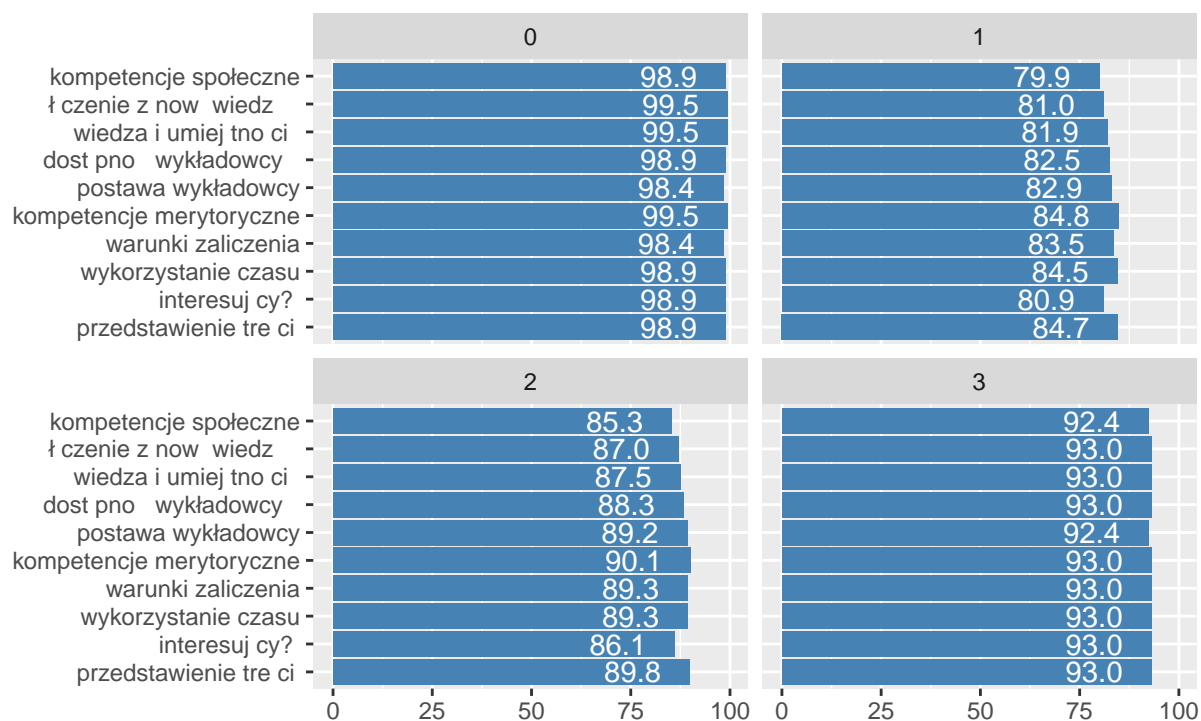 0 1
kompetencje społeczne 98.9 79.9
ł czenie z now wiedz 99.5 81.0
wiedza i umiej tno ci 99.5 81.9
dost pno wykładowcy 98.9 82.5
postawa wykładowcy 98.4 82.9
kompetencje merytoryczne 99.5 84.8
warunki zaliczenia 98.4 83.5
wykorzystanie czasu 98.9 84.5
interesuj cy? 98.9 80.9
przedstawienie tre ci 98.9 84.7
2 3
kompetencje społeczne 85.3 92.4
ł czenie z now wiedz 87.0 93.0
wiedza i umiej tno ci 87.5 93.0
dost pno wykładowcy 88.3 93.0
postawa wykładowcy 89.2 92.4
kompetencje merytoryczne 90.1 93.0
warunki zaliczenia 89.3 93.0
wykorzystanie czasu 89.3 93.0
interesuj cy? 86.1 93.0
przedstawienie tre ci 89.8 93.0
0 25 50 75 100 0 25 50 75 100